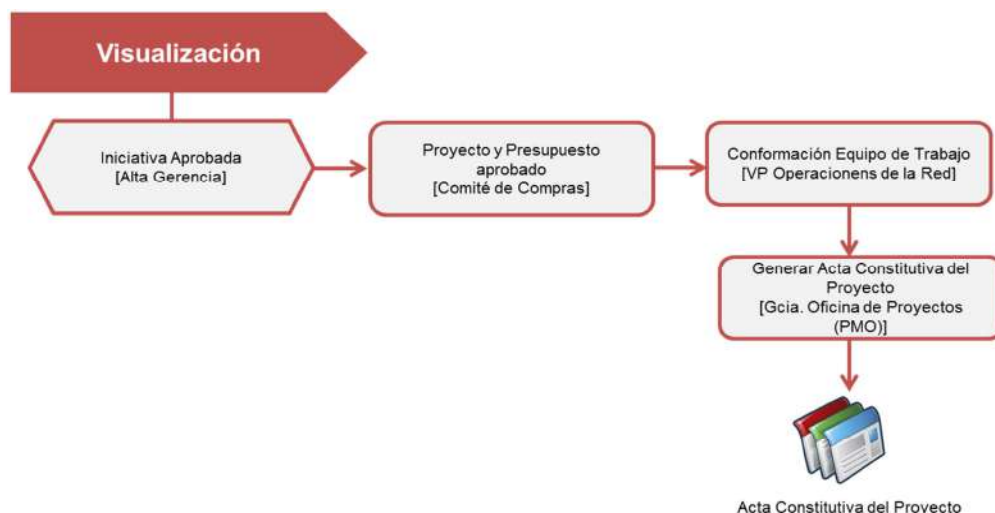 Visualización
Iniciativa Aprobada
[Alta Gerencia]
Proyecto y Presupuesto
aprobado
[Comité de Compras]
Conformación Equipo de Trabajo
[VP Operacionens de la Red]
Generar Acta Constitutiva del
Proyecto
[Gcia. Oficina de Proyectos
(PMO)]
Acta Constitutiva del Proyecto